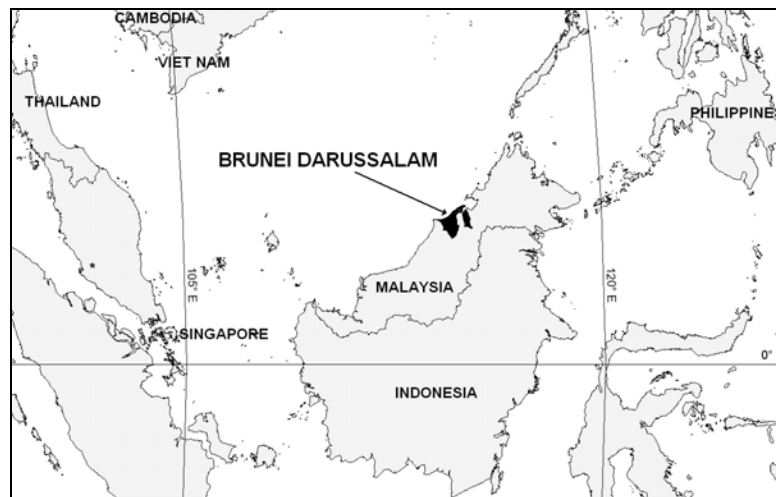 CAMBODIA
VIET NAM
THAILAND
PHILIPPINE
BRUNEI DARUSSALAM
105° E
120° E
MALAYSIA
SINGAPORE
0°
INDONESIA